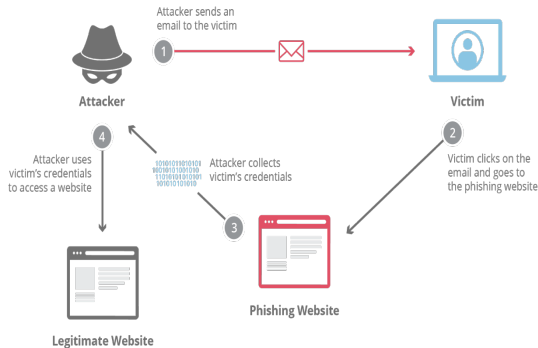 Attacker sends an
email to the victim
1
Attacker
Victim
4
2
Attacker uses
victim's credentials
to access a website
10101011010101
Attacker collects
victim's credentials
Victim clicks on the
email and goes to
the phishing website
3
Phishing Website
Legitimate Website